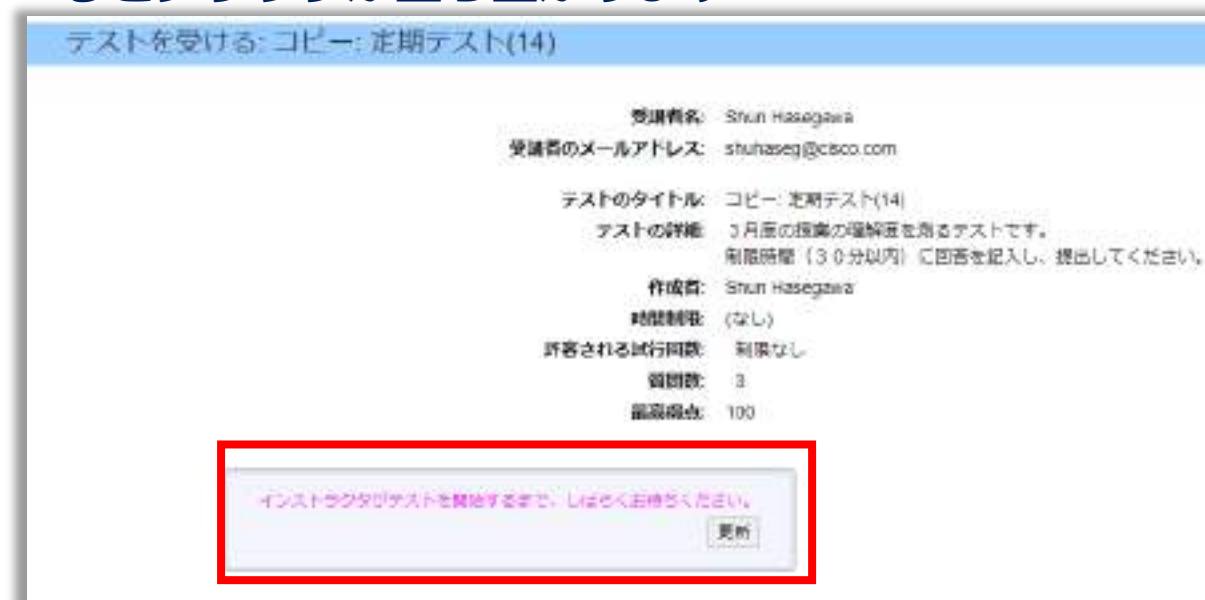 テストを受ける: コピー: 定期テスト(14)
受講者名: Shun Hasegawa
受講者のメールアドレス: shuhaseg@cisco.com
テストのタイトル: コピー: 定期テスト(14)
テストの詳細: 3月度の授業の理解度を測るテストです。
制限時間（30分以内）に回答を記入し、提出してください。
作成者: Shun Hasegawa
時間制限: (なし)
許容される試行回数: 制限なし
質問数: 3
最高得点: 100
インストラクタがテストを開始するまで、しばらくお待ちください。
更新